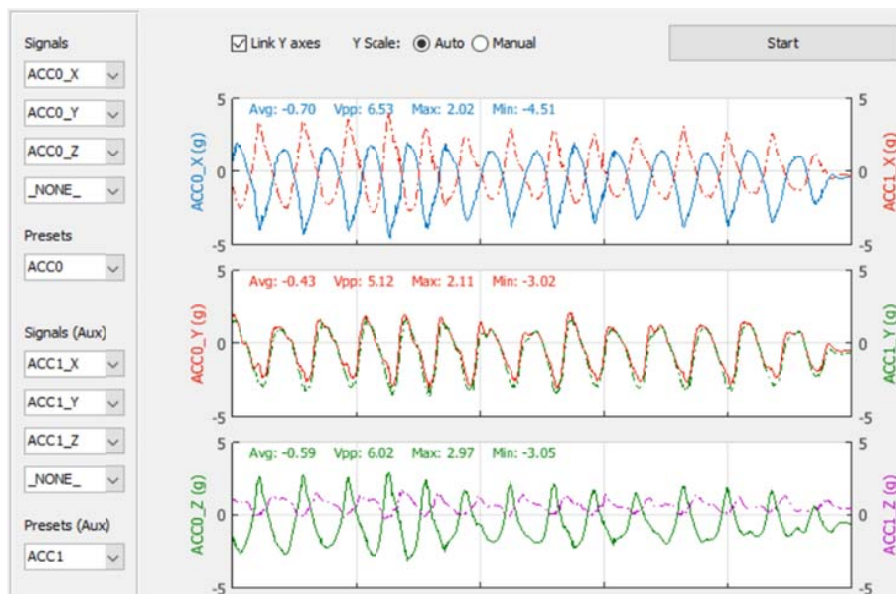 Signals
ACC0_X
ACC0_Y
ACC0_Z
_NONE_
Presets
ACC0
Signals (Aux)
ACC1_X
ACC1_Y
ACC1_Z
_NONE_
Presets (Aux)
ACC1
Link Y axes Y Scale: Auto Manual Start
Avg: -0.70 Vpp: 6.53 Max: 2.02 Min: -4.51
5 5
0 0
-5 -5
ACC0_X (g) ACC1_X (g)
Avg: -0.43 Vpp: 5.12 Max: 2.11 Min: -3.02
5 5
0 0
-5 -5
ACC0_Y (g) ACC1_Y (g)
Avg: -0.59 Vpp: 6.02 Max: 2.97 Min: -3.05
5 5
0 0
-5 -5
ACC0_Z (g) ACC1_Z (g)